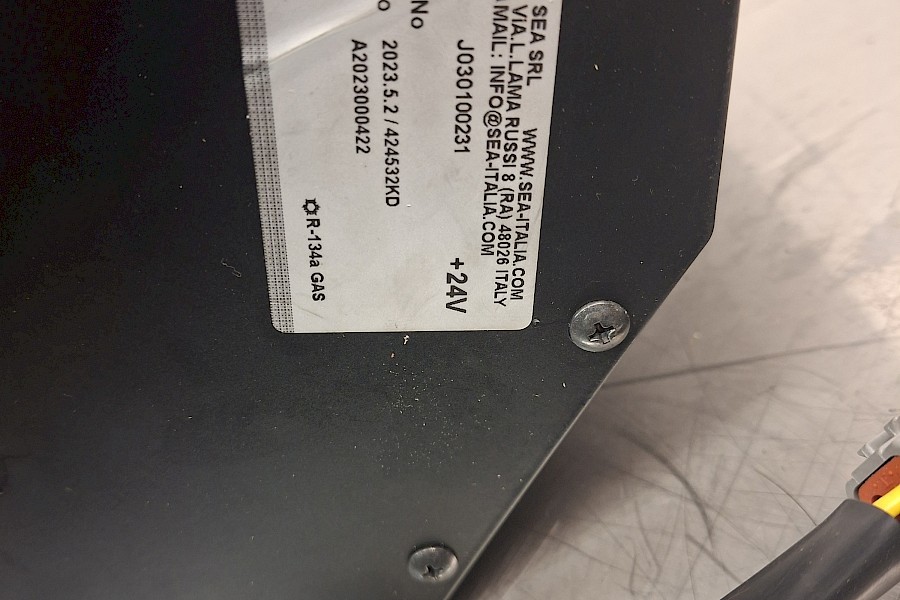 SEA SRL WWW.SEA-ITALIA.COM
VIA.L.LAMA RUSSI 8 (RA) 48026 ITALY
MAIL: INFO@SEA-ITALIA.COM
J030100231 +24V
No
2023.5.2 / 424532KD
A2023000422
R-134a GAS